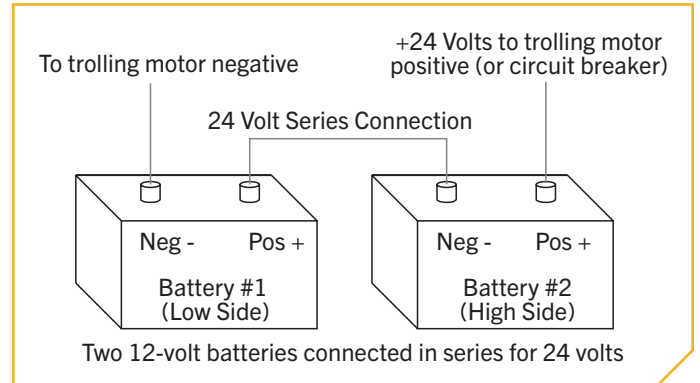 To trolling motor negative
+24 Volts to trolling motor
positive (or circuit breaker)
24 Volt Series Connection
Neg -
Pos +
Battery #1
(Low Side)
Neg -
Pos +
Battery #2
(High Side)
Two 12-volt batteries connected in series for 24 volts